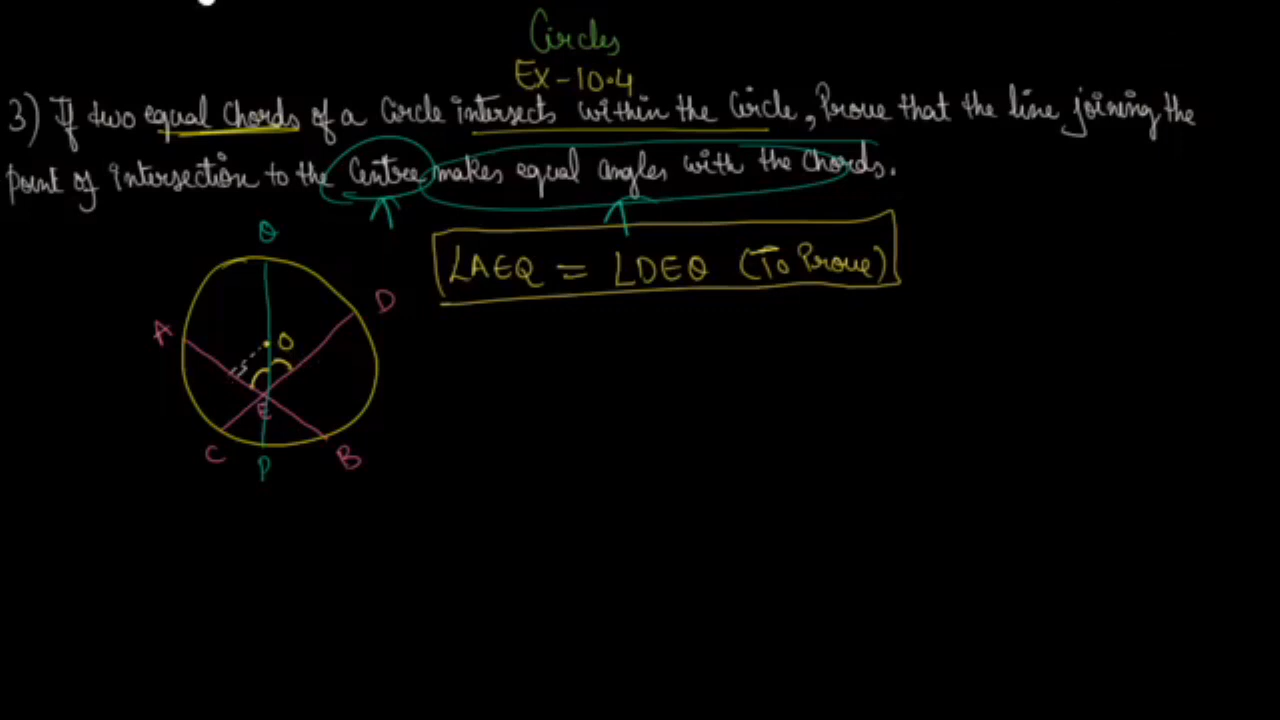 Circles
Ex-10.4
3) If two equal chords of a circle intersects within the circle, Prove that the line joining the
point of intersection to the centre makes equal angles with the chords.
Q
∠AEQ = ∠DEQ (To Prove)
D
A
O
E
C
B
P